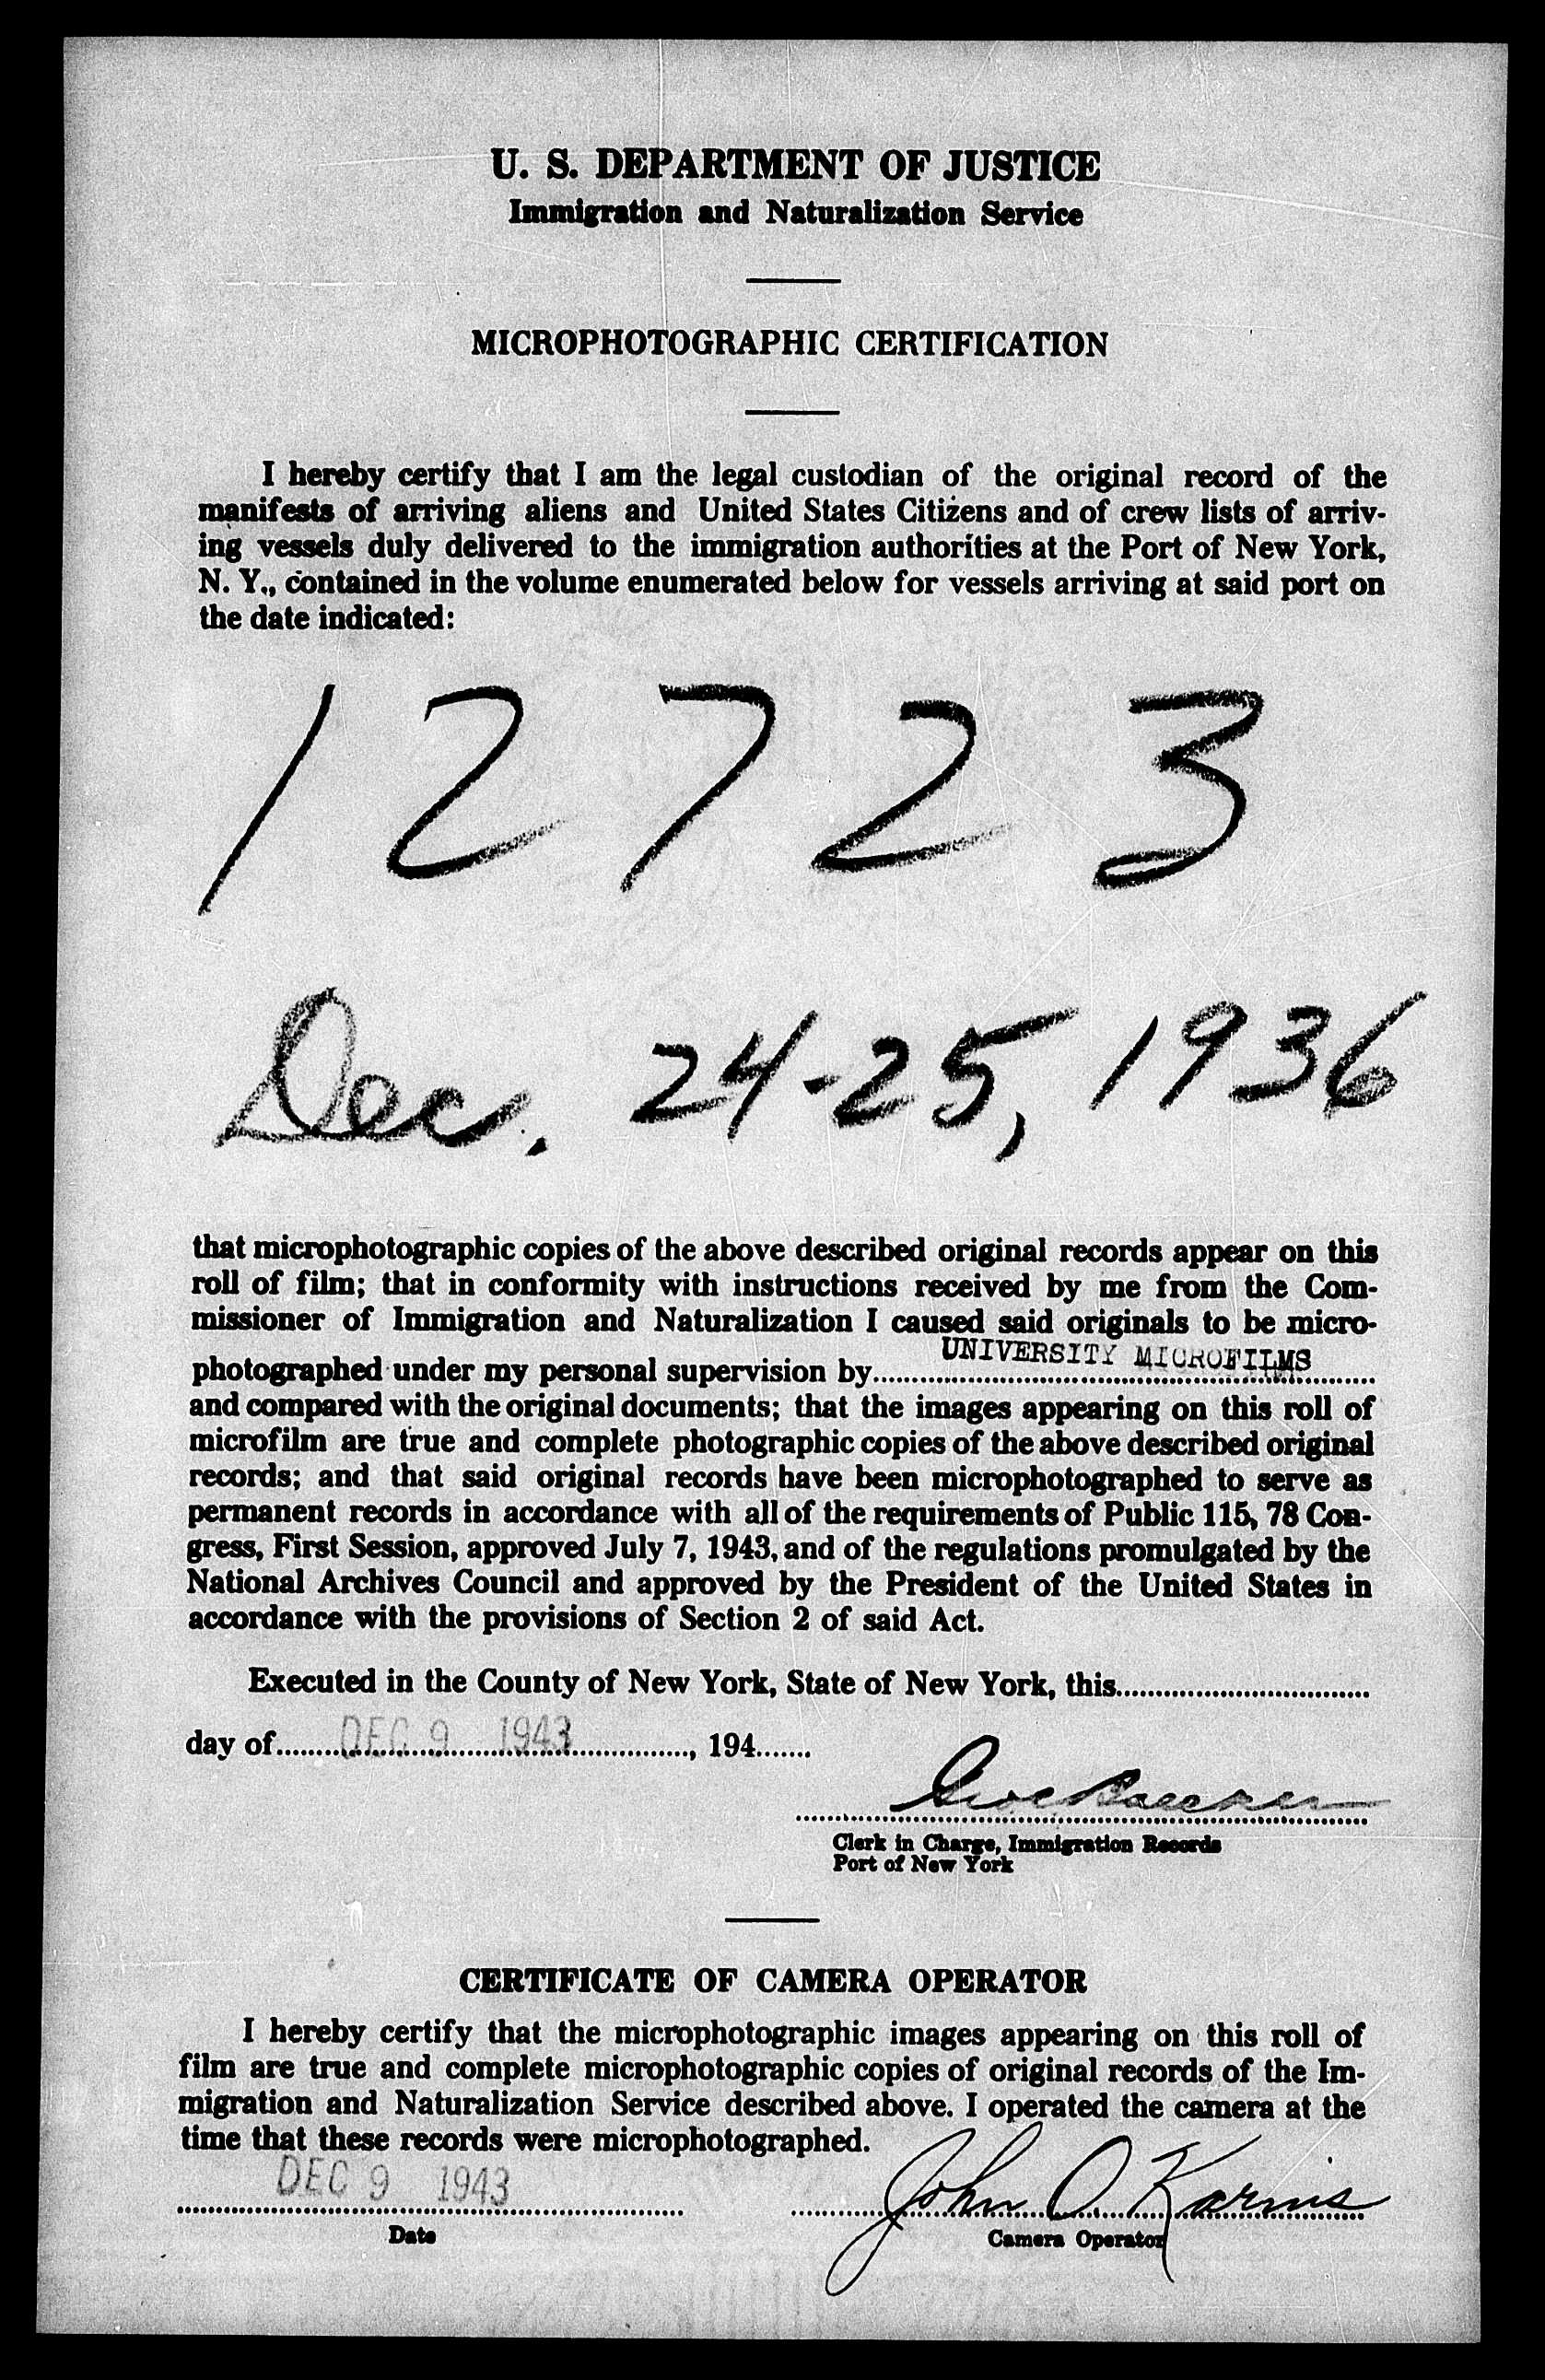 U. S. DEPARTMENT OF JUSTICE
Immigration and Naturalization Service
MICROPHOTOGRAPHIC CERTIFICATION
I hereby certify that I am the legal custodian of the original record of the
manifests of arriving aliens and United States Citizens and of crew lists of arriv-
ing vessels duly delivered to the immigration authorities at the Port of New York,
N. Y., contained in the volume enumerated below for vessels arriving at said port on
the date indicated:
12723
Dec. 24-25, 1936
that microphotographic copies of the above described original records appear on this
roll of film; that in conformity with instructions received by me from the Com-
missioner of Immigration and Naturalization I caused said originals to be micro-
photographed under my personal supervision by UNIVERSITY MICROFILMS
and compared with the original documents; that the images appearing on this roll of
microfilm are true and complete photographic copies of the above described original
records; and that said original records have been microphotographed to serve as
permanent records in accordance with all of the requirements of Public 115, 78 Con-
gress, First Session, approved July 7, 1943, and of the regulations promulgated by the
National Archives Council and approved by the President of the United States in
accordance with the provisions of Section 2 of said Act.
Executed in the County of New York, State of New York, this
day of DEC 9 1943, 194
Clerk in Charge, Immigration Records
Port of New York
CERTIFICATE OF CAMERA OPERATOR
I hereby certify that the microphotographic images appearing on this roll of
film are true and complete microphotographic copies of original records of the Im-
migration and Naturalization Service described above. I operated the camera at the
time that these records were microphotographed.
DEC 9 1943 John O. Karins
Date Camera Operator